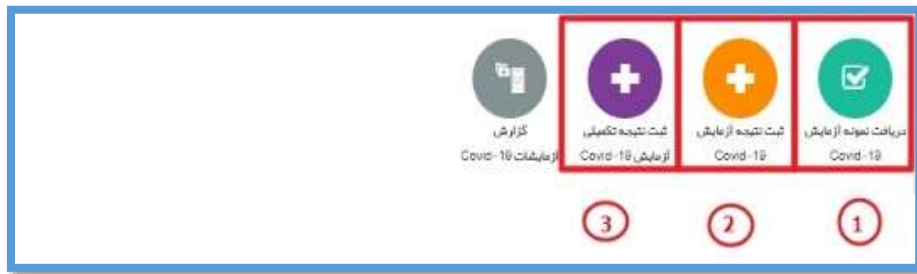 دریافت نمونه آزمایش
Covid-19
ثبت نتیجه آزمایش
Covid-19
ثبت نتیجه تکمیلی
آزمایش Covid-19
گزارش
آزمایشات Covid-19
1
2
3